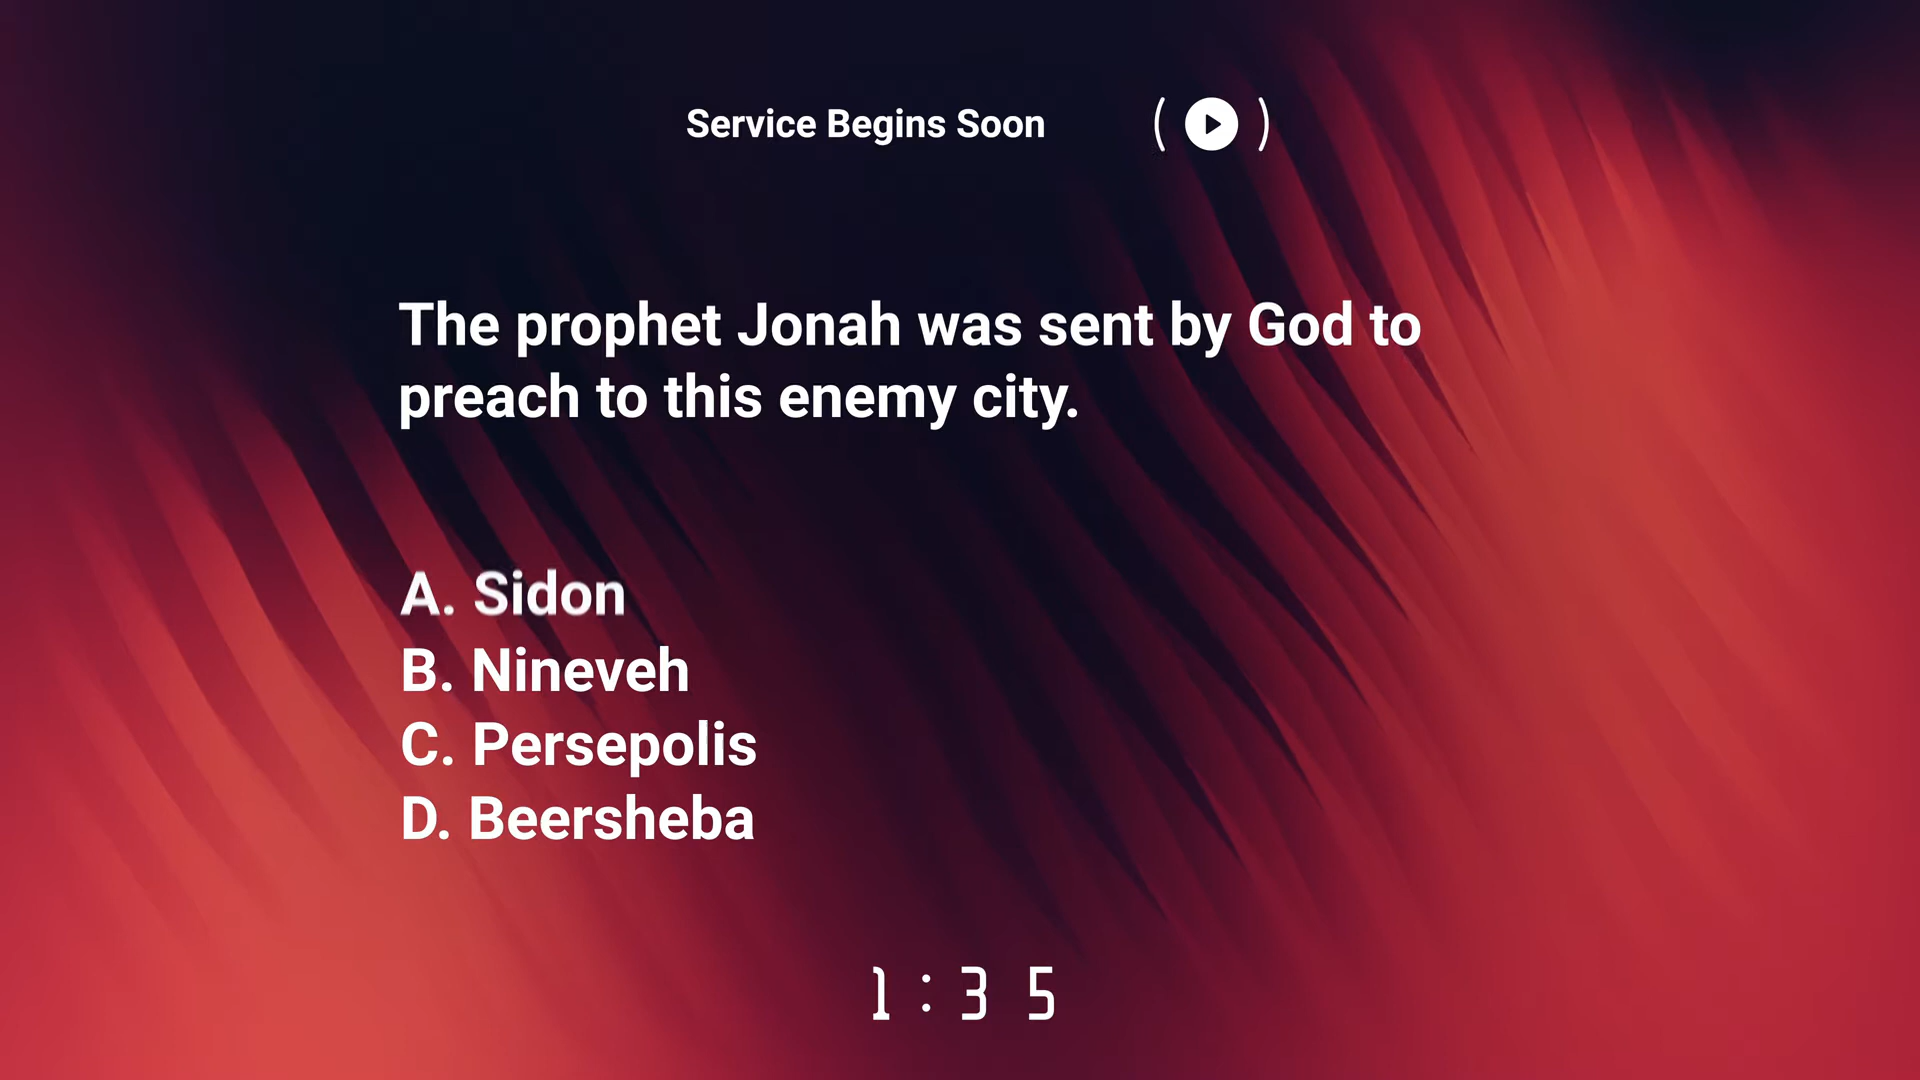 Service Begins Soon
The prophet Jonah was sent by God to
preach to this enemy city.
A. Sidon
B. Nineveh
C. Persepolis
D. Beersheba
1:35